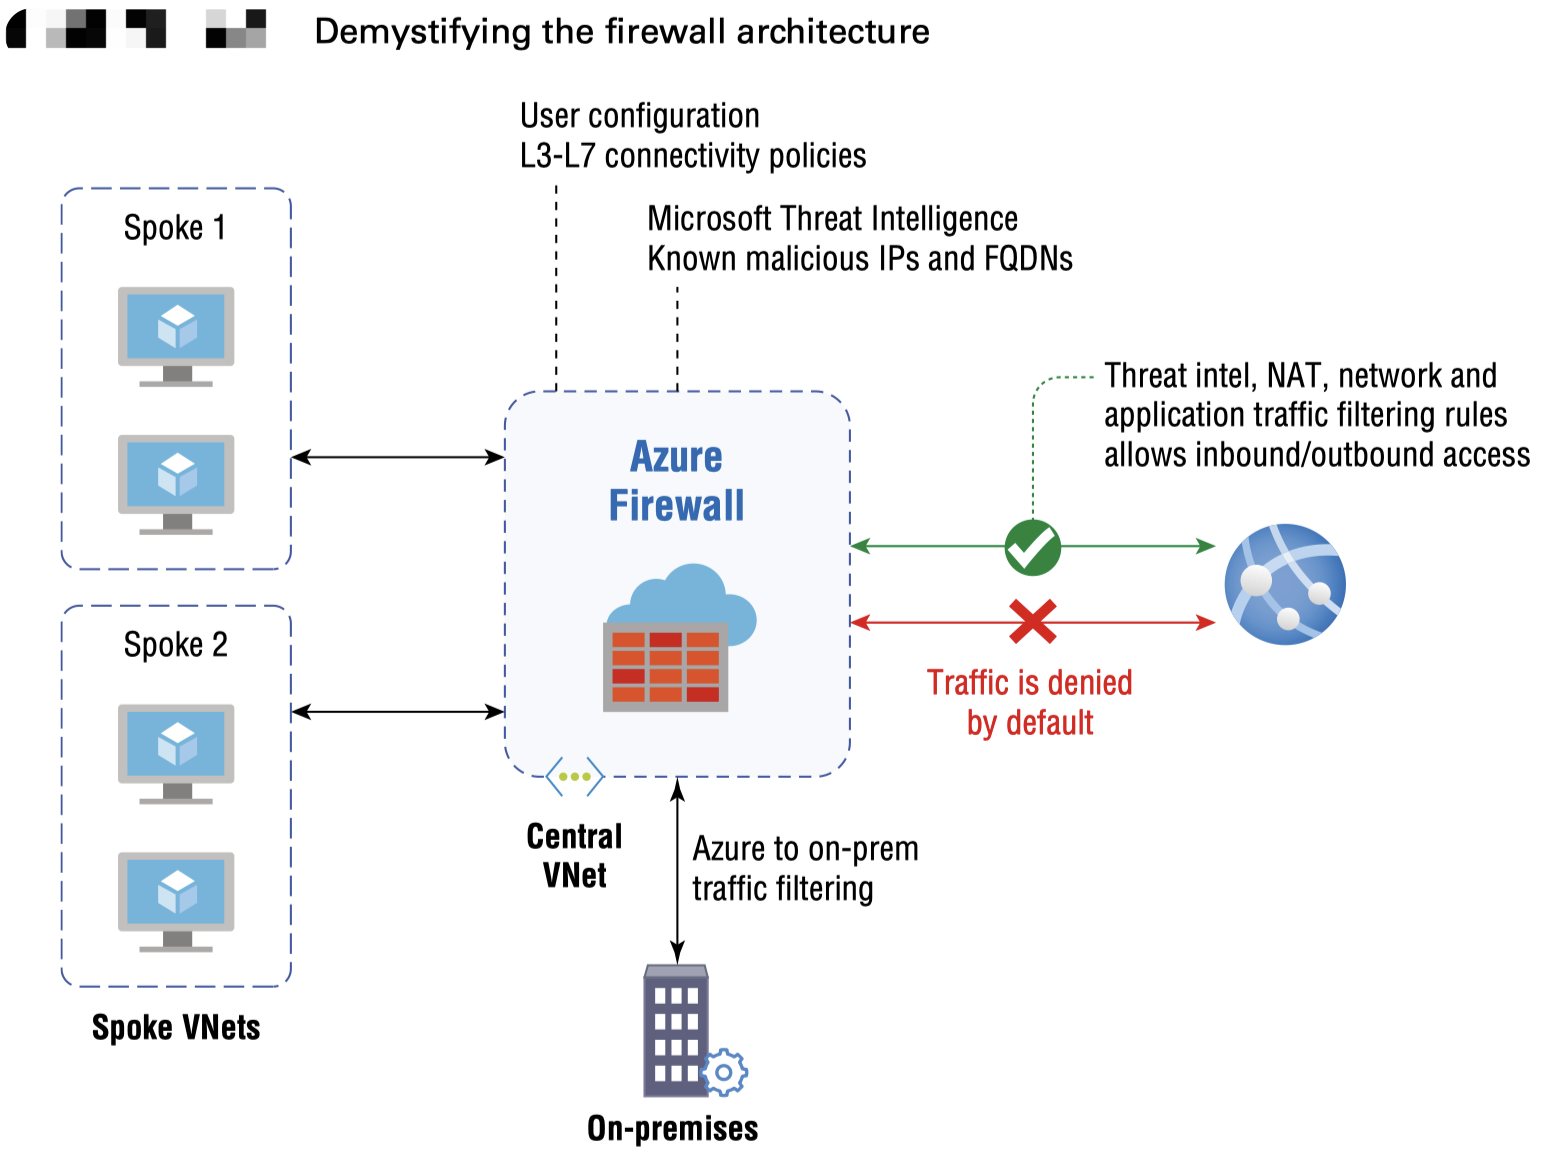 Demystifying the firewall architecture
User configuration
L3-L7 connectivity policies
Microsoft Threat Intelligence
Known malicious IPs and FQDNs
Spoke 1
Threat intel, NAT, network and
application traffic filtering rules
allows inbound/outbound access
Azure
Firewall
Spoke 2
Traffic is denied
by default
Central
VNet
Azure to on-prem
traffic filtering
Spoke VNets
On-premises